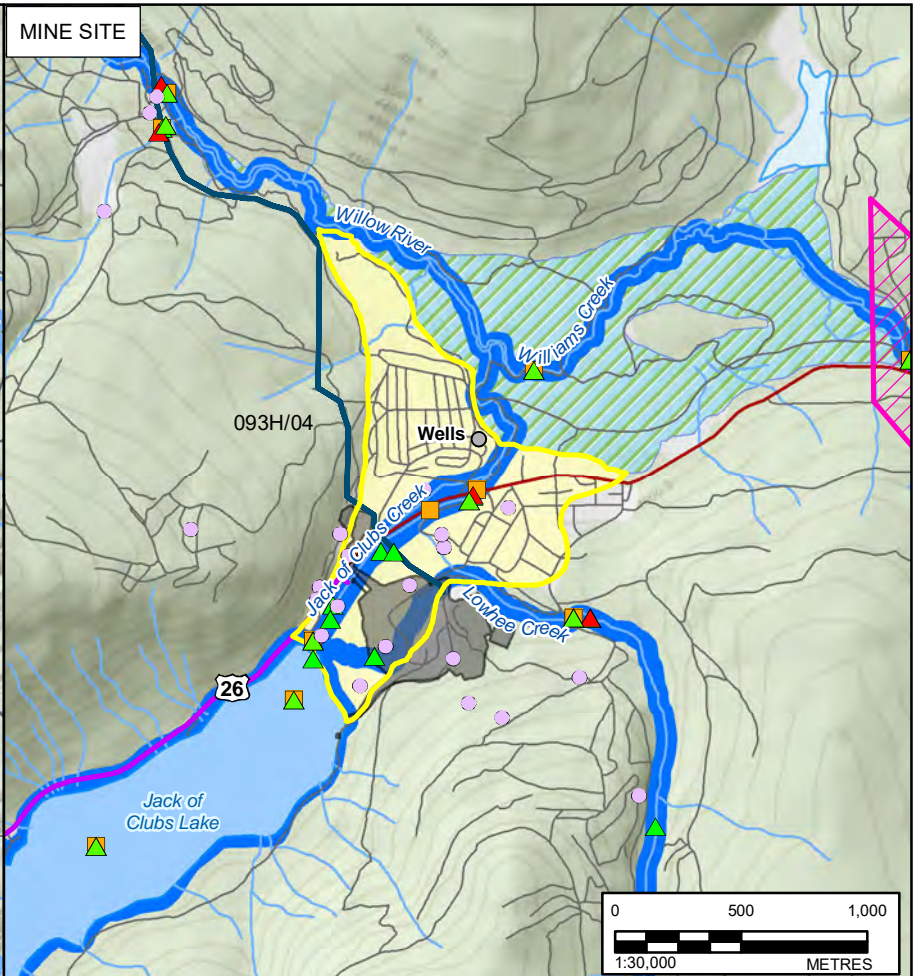 MINE SITE
Willow River
Williams Creek
093H/04
Wells
Jack of Clubs Creek
Lowhee Creek
26
Jack of
Clubs Lake
0 500 1,000
1:30,000 METRES